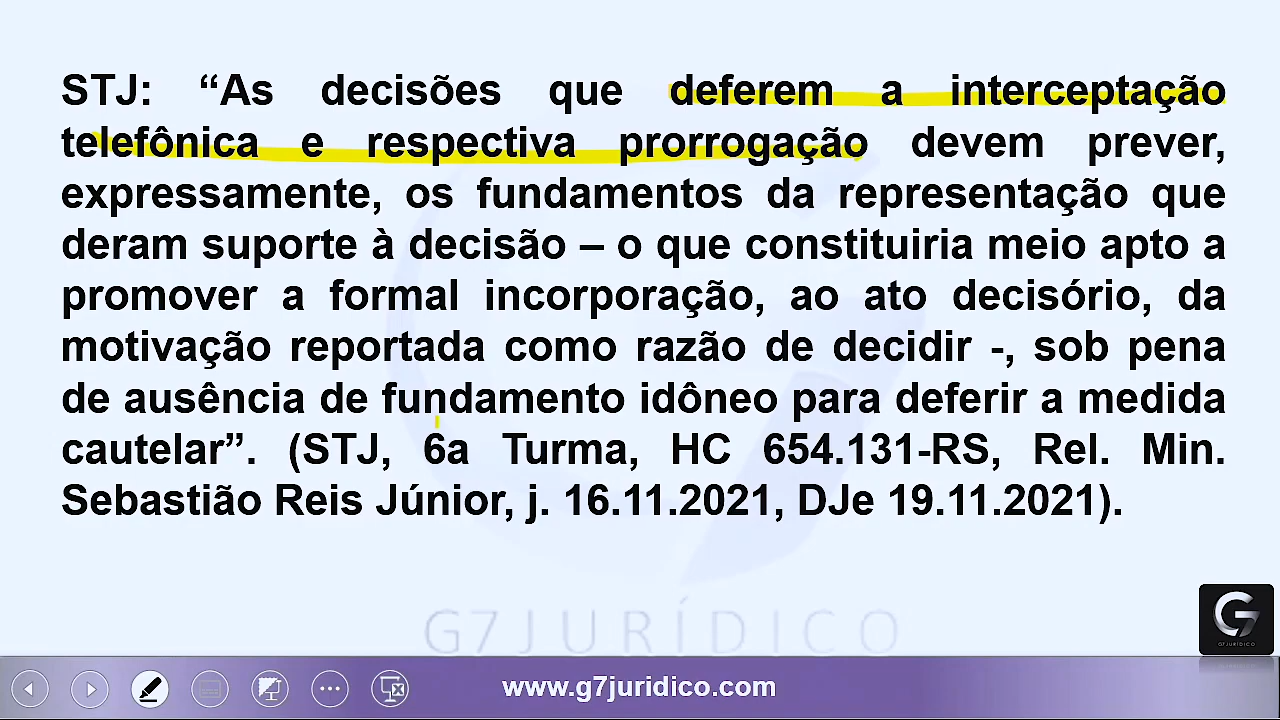 STJ: “As decisões que deferem a interceptação
telefônica e respectiva prorrogação devem prever,
expressamente, os fundamentos da representação que
deram suporte à decisão – o que constituiria meio apto a
promover a formal incorporação, ao ato decisório, da
motivação reportada como razão de decidir -, sob pena
de ausência de fundamento idôneo para deferir a medida
cautelar”. (STJ, 6a Turma, HC 654.131-RS, Rel. Min.
Sebastião Reis Júnior, j. 16.11.2021, DJe 19.11.2021).
G7JURÍDICO
G7JURÍDICO
www.g7juridico.com